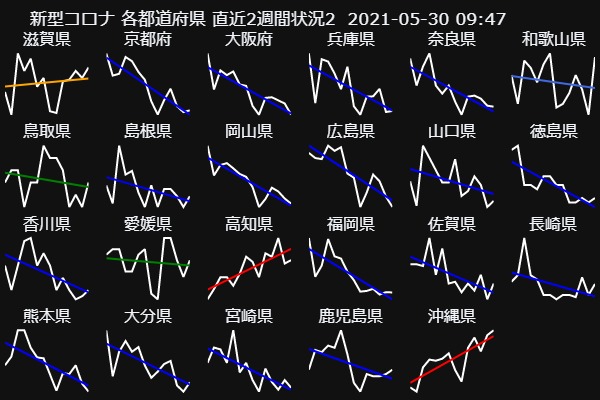 新型コロナ 各都道府県 直近2週間状況2 2021-05-30 09:47
滋賀県 京都府 大阪府 兵庫県 奈良県 和歌山県
鳥取県 島根県 岡山県 広島県 山口県 徳島県
香川県 愛媛県 高知県 福岡県 佐賀県 長崎県
熊本県 大分県 宮崎県 鹿児島県 沖縄県